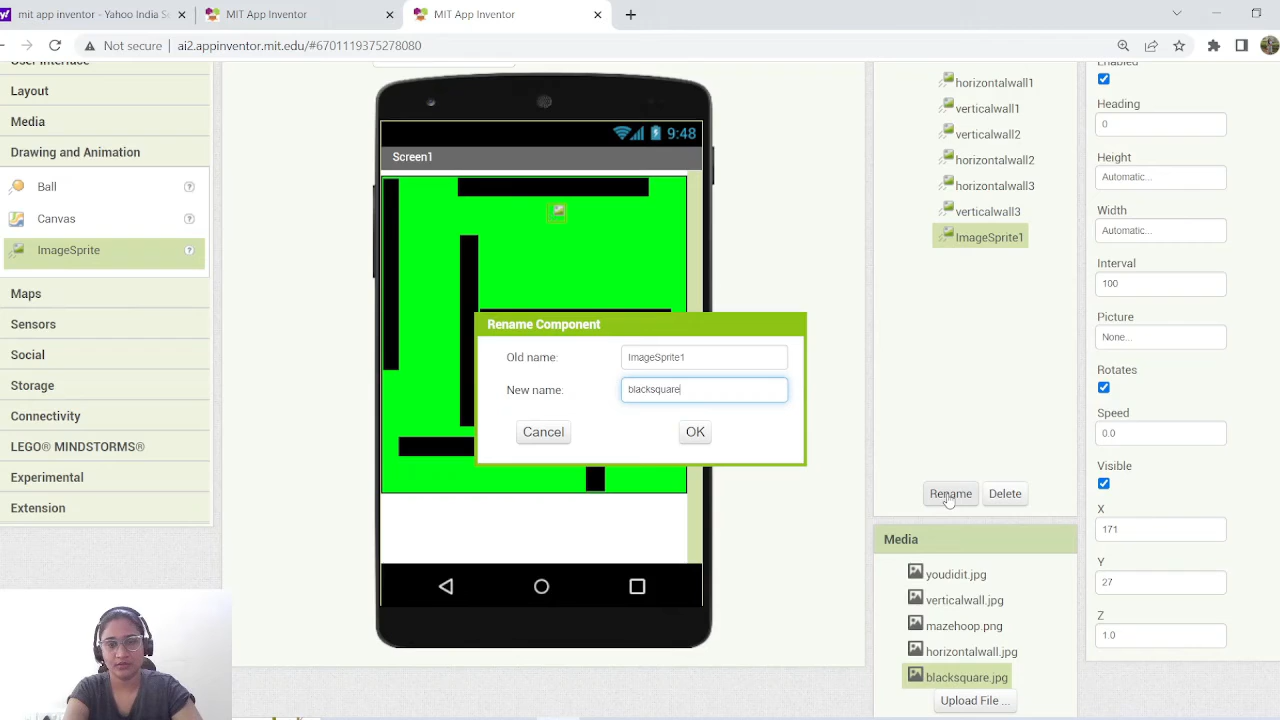 mit app inventor - Yahoo India S
MIT App Inventor
MIT App Inventor
Not secure
ai2.appinventor.mit.edu/#6701119375278080
User Interface
Layout
Media
Drawing and Animation
Ball
Canvas
ImageSprite
Maps
Sensors
Social
Storage
Connectivity
LEGO® MINDSTORMS®
Experimental
Extension
9:48
Screen1
Rename Component
Old name:
ImageSprite1
New name:
blacksquare
Cancel
OK
horizontalwall1
verticalwall1
verticalwall2
horizontalwall2
horizontalwall3
verticalwall3
ImageSprite1
Rename
Delete
Media
youdidit.jpg
verticalwall.jpg
mazehoop.png
horizontalwall.jpg
blacksquare.jpg
Upload File ...
Enabled
Heading
0
Height
Automatic...
Width
Automatic...
Interval
100
Picture
None...
Rotates
Speed
0.0
Visible
X
171
Y
27
Z
1.0